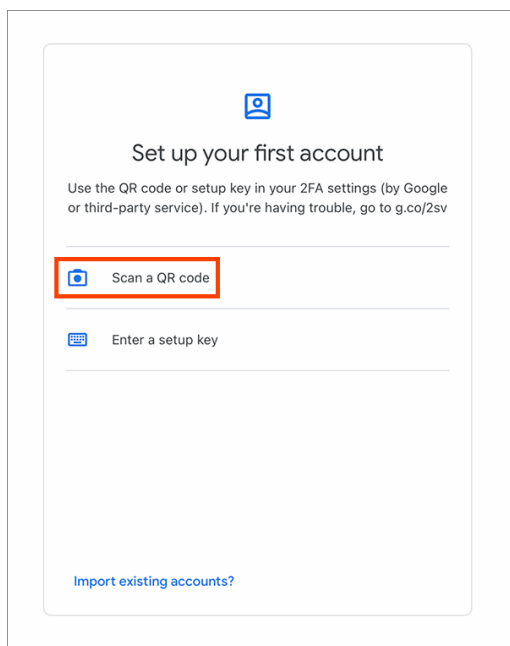 Set up your first account
Use the QR code or setup key in your 2FA settings (by Google
or third-party service). If you're having trouble, go to g.co/2sv
Scan a QR code
Enter a setup key
Import existing accounts?